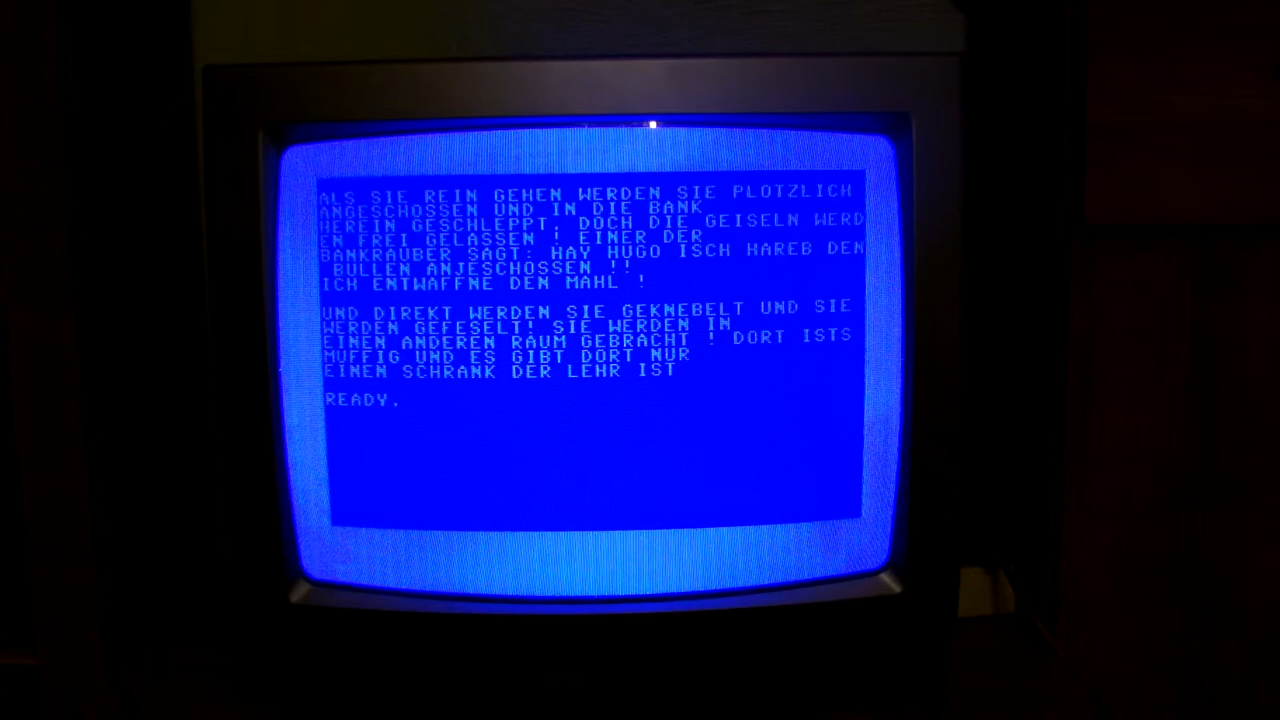 ALS SIE REIN GEHEN WERDEN SIE PLOTZLICH
ANGESCHOSSEN UND IN DIE BANK
HEREIN GESCHLEPPT, DOCH DIE GEISELN WERD
EN FREI GELASSEN ! EINER DER
BANKRAUBER SAGT: HAY HUGO ISCH HAREB DEN
 BULLEN ANJESCHOSSEN !!
ICH ENTWAFFNE DEN MAHL !
UND DIREKT WERDEN SIE GEKNEBELT UND SIE
WERDEN GEFESELT! SIE WERDEN IN
EINEN ANDEREN RAUM GEBRACHT ! DORT ISTS
MUFFIG UND ES GIBT DORT NUR
EINEN SCHRANK DER LEHR IST
READY.